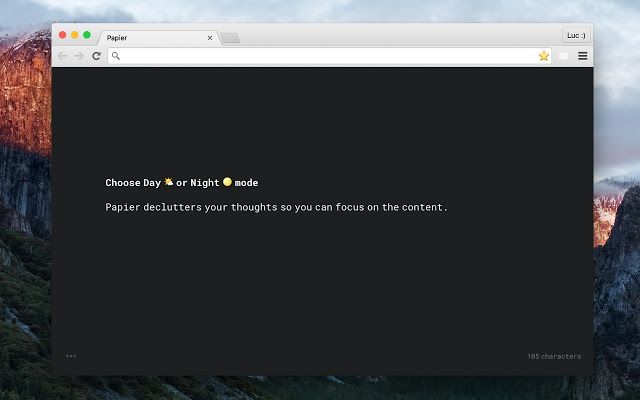 Papier
Luc :)
Choose Day 🌤 or Night 🌕 mode
Papier declutters your thoughts so you can focus on the content.
105 characters